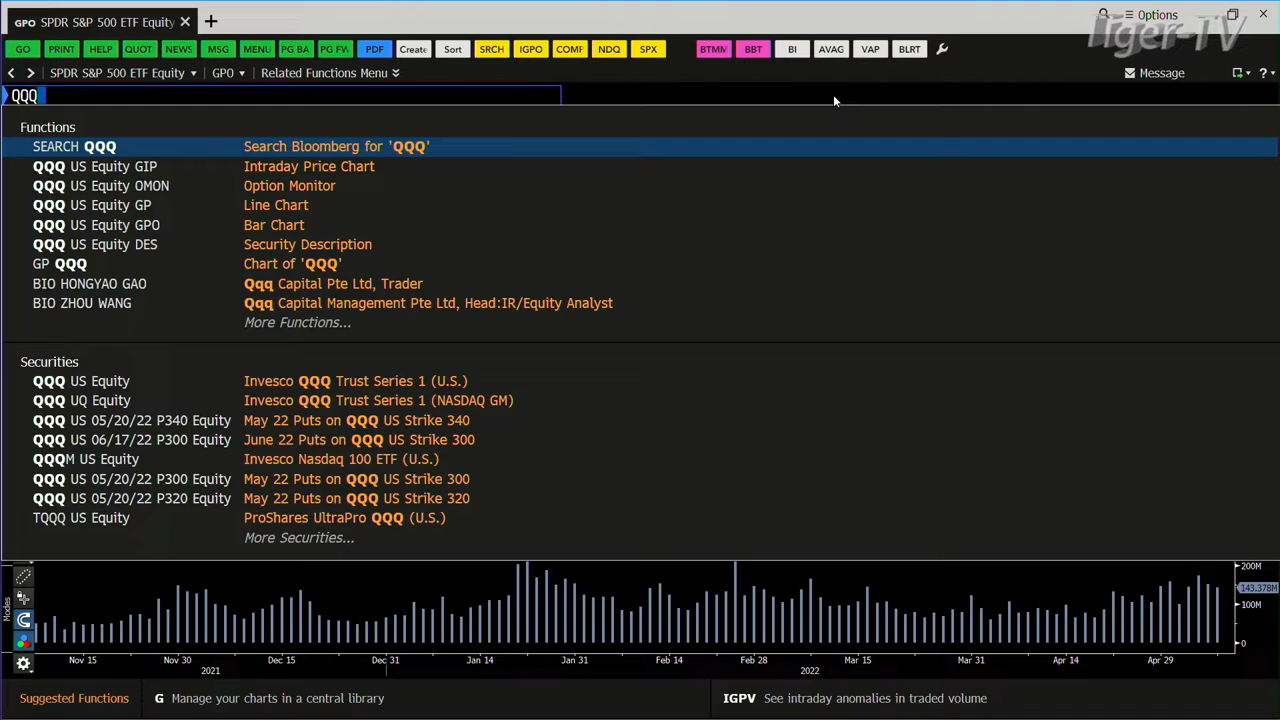 GPO SPDR S&P 500 ETF Equity
Options
Tiger-TV
GO PRINT HELP QUOT NEWS MSG MENU PG BA PG FW PDF Create Sort SRCH IGPO COMF NDQ SPX BTMM BBT BI AVAG VAP BLRT
SPDR S&P 500 ETF Equity GPO Related Functions Menu Message ?
QQQ
Functions
SEARCH QQQ Search Bloomberg for 'QQQ'
QQQ US Equity GIP Intraday Price Chart
QQQ US Equity OMON Option Monitor
QQQ US Equity GP Line Chart
QQQ US Equity GPO Bar Chart
QQQ US Equity DES Security Description
GP QQQ Chart of 'QQQ'
BIO HONGYAO GAO Qqq Capital Pte Ltd, Trader
BIO ZHOU WANG Qqq Capital Management Pte Ltd, Head:IR/Equity Analyst
More Functions...
Securities
QQQ US Equity Invesco QQQ Trust Series 1 (U.S.)
QQQ UQ Equity Invesco QQQ Trust Series 1 (NASDAQ GM)
QQQ US 05/20/22 P340 Equity May 22 Puts on QQQ US Strike 340
QQQ US 06/17/22 P300 Equity June 22 Puts on QQQ US Strike 300
QQQM US Equity Invesco Nasdaq 100 ETF (U.S.)
QQQ US 05/20/22 P300 Equity May 22 Puts on QQQ US Strike 300
QQQ US 05/20/22 P320 Equity May 22 Puts on QQQ US Strike 320
TQQQ US Equity ProShares UltraPro QQQ (U.S.)
More Securities...
Modes
200M
143.378M
100M
0
Nov 15 Nov 30 Dec 15 Dec 31 Jan 14 Jan 31 Feb 14 Feb 28 Mar 15 Mar 31 Apr 14 Apr 29
2021 2022
Suggested Functions G Manage your charts in a central library IGPV See intraday anomalies in traded volume